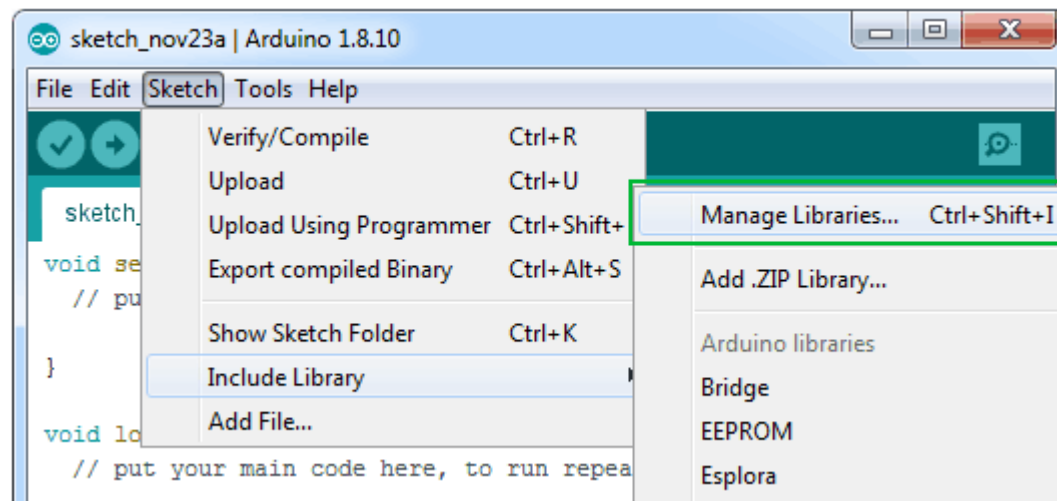 sketch_nov23a | Arduino 1.8.10
File Edit Sketch Tools Help
Verify/Compile Ctrl+R
Upload Ctrl+U
Upload Using Programmer Ctrl+Shift+
Export compiled Binary Ctrl+Alt+S
Show Sketch Folder Ctrl+K
Include Library
Add File...
Manage Libraries... Ctrl+Shift+I
Add .ZIP Library...
Arduino libraries
Bridge
EEPROM
Esplora
sketch_
void se
// pu
}
void lo
// put your main code here, to run repea